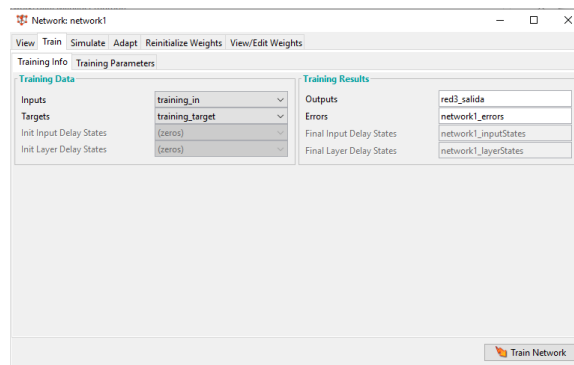 Network: network1
View Train Simulate Adapt Reinitialize Weights View/Edit Weights
Training Info Training Parameters
Training Data
Inputs training_in
Targets training_target
Init Input Delay States (zeros)
Init Layer Delay States (zeros)
Training Results
Outputs red3_salida
Errors network1_errors
Final Input Delay States network1_inputStates
Final Layer Delay States network1_layerStates
Train Network